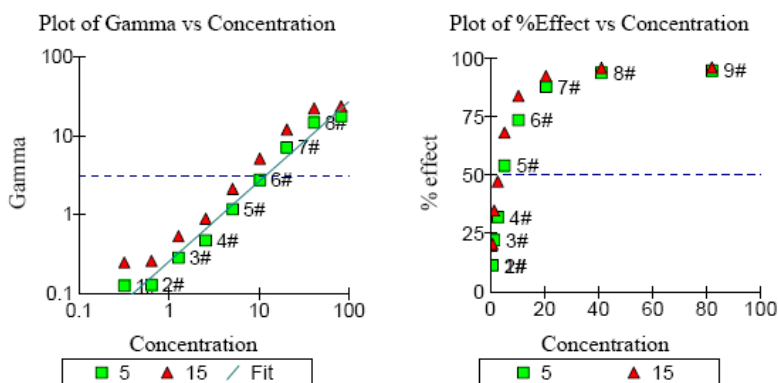 Plot of Gamma vs Concentration
100
10
1
0.1
Gamma
0.1 1 10 100
2#
3#
4#
5#
6#
7#
8#
Concentration
5 15 Fit
Plot of %Effect vs Concentration
100
75
50
25
0
% effect
0 20 40 60 80 100
3#
4#
5#
6#
7#
8#
9#
Concentration
5 15